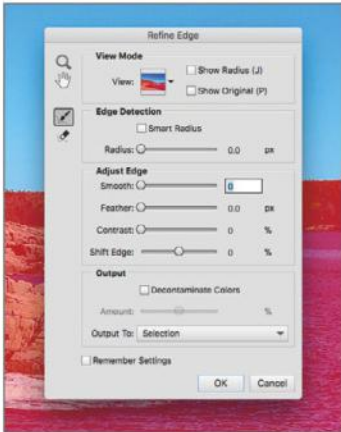 Refine Edge
View Mode
View:
Show Radius (J)
Show Original (P)
Edge Detection
Smart Radius
Radius: 0.0 px
Adjust Edge
Smooth: 0
Feather: 0.0 px
Contrast: 0 %
Shift Edge: 0 %
Output
Decontaminate Colors
Amount: %
Output To: Selection
Remember Settings
OK Cancel